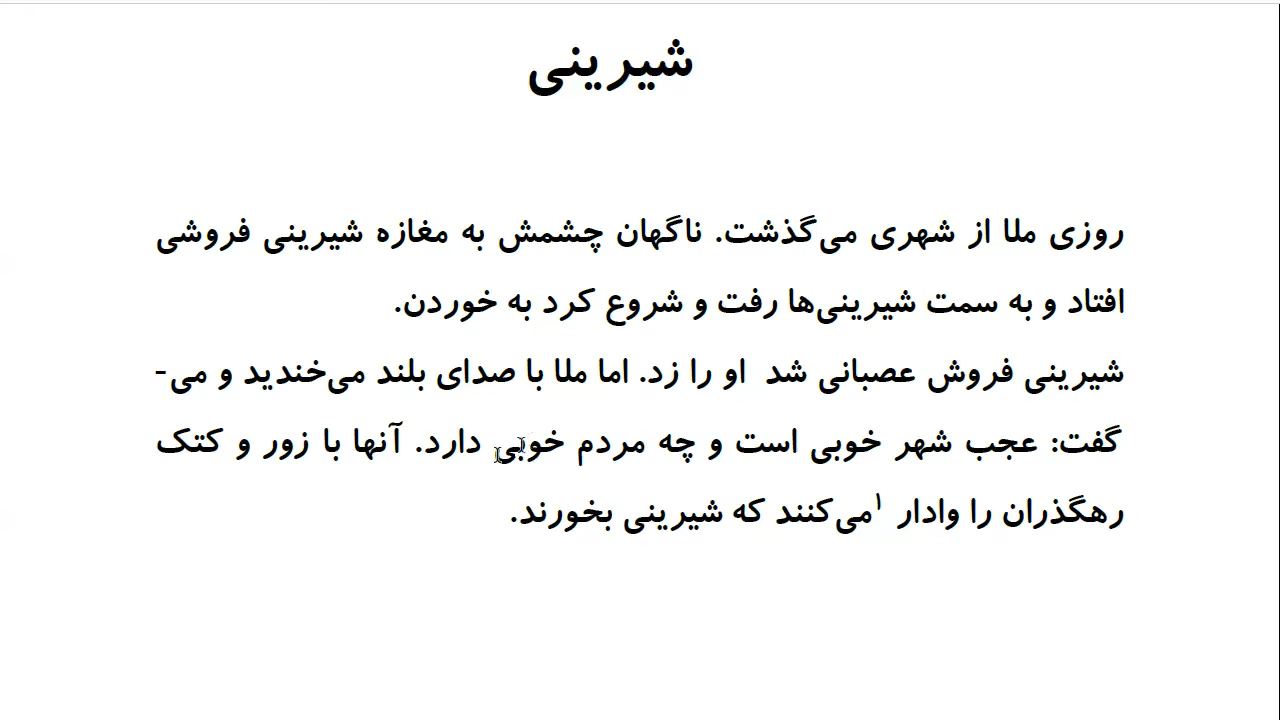 شیرینی
روزی ملا از شهری می‌گذشت. ناگهان چشمش به مغازه شیرینی فروشی
افتاد و به سمت شیرینی‌ها رفت و شروع کرد به خوردن.
شیرینی فروش عصبانی شد  او را زد. اما ملا با صدای بلند می‌خندید و می-
گفت: عجب شهر خوبی است و چه مردم خوبی دارد. آنها با زور و کتک
رهگذران را وادار ۱می‌کنند که شیرینی بخورند.